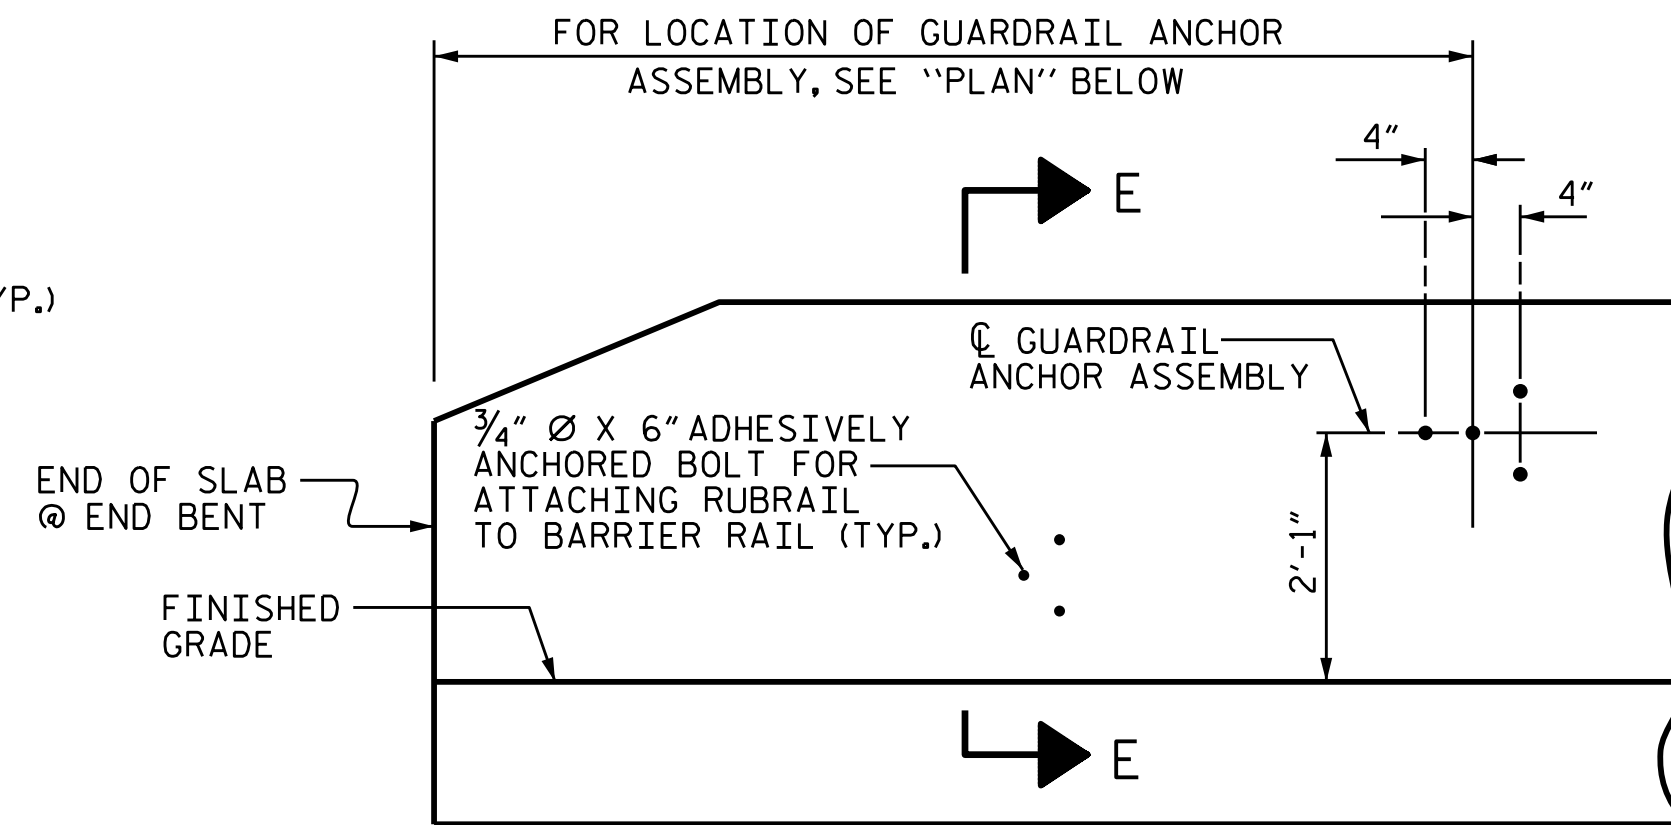 FOR LOCATION OF GUARDRAIL ANCHOR
ASSEMBLY, SEE "PLAN" BELOW
4"
4"
E
YP.)
℄ GUARDRAIL
ANCHOR ASSEMBLY
3/4" Ø X 6" ADHESIVELY
ANCHORED BOLT FOR
ATTACHING RUBRAIL
TO BARRIER RAIL (TYP.)
END OF SLAB
@ END BENT
2'-1"
FINISHED
GRADE
E